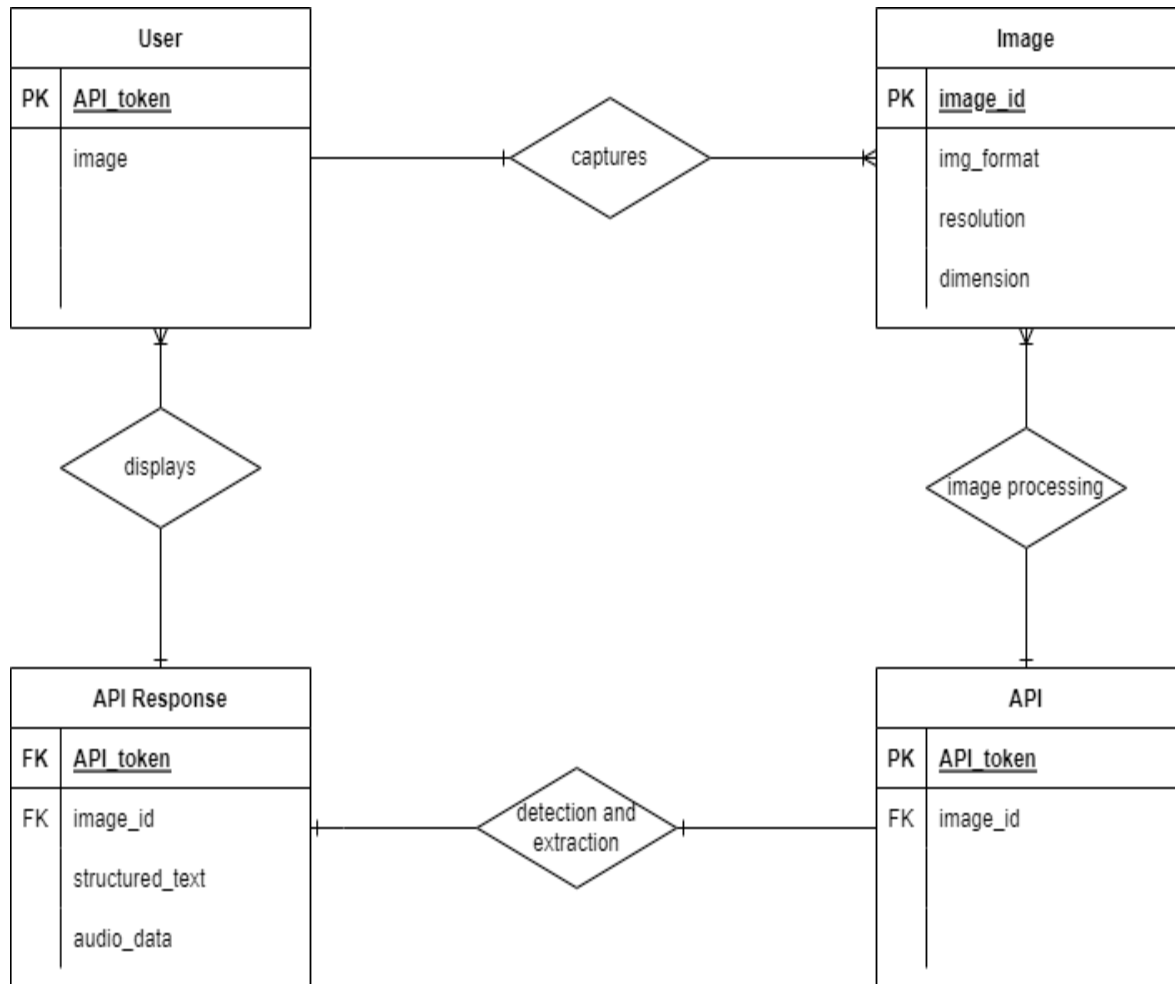 User
PK API_token
image
captures
Image
PK image_id
img_format
resolution
dimension
displays
image processing
API Response
FK API_token
FK image_id
structured_text
audio_data
detection and
extraction
API
PK API_token
FK image_id